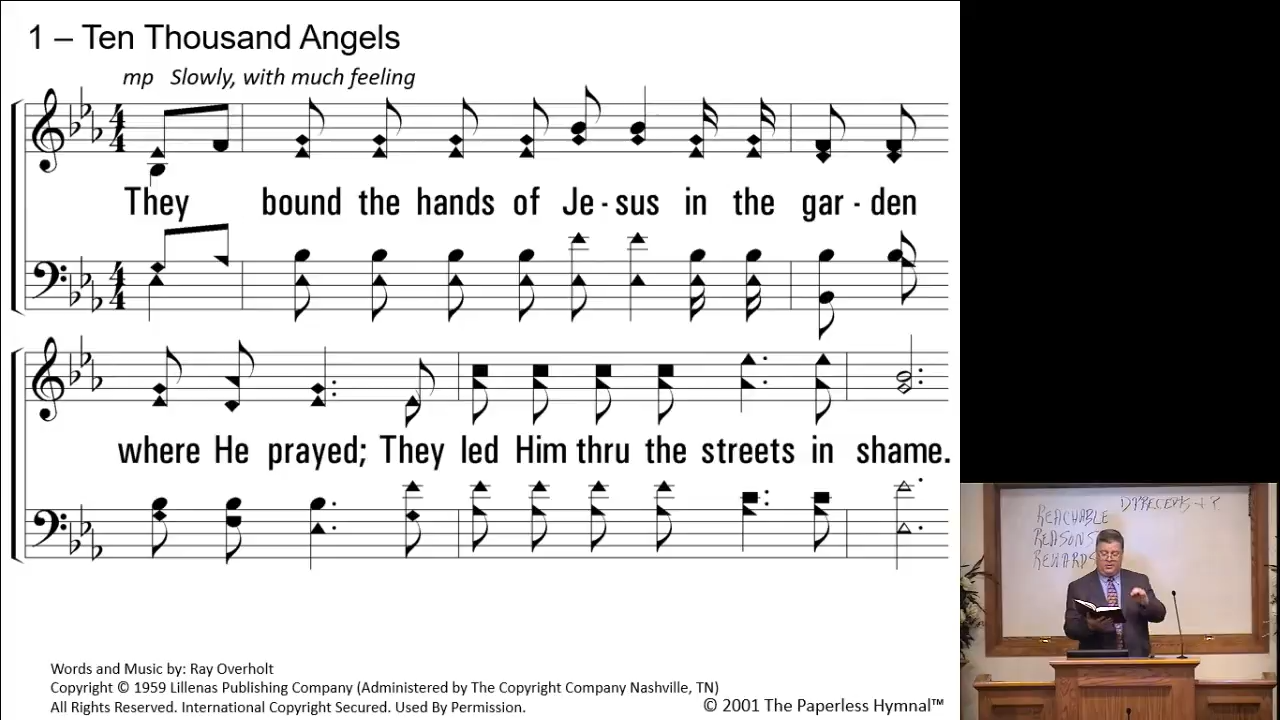 1 – Ten Thousand Angels
mp Slowly, with much feeling
They bound the hands of Je - sus in the gar - den
where He prayed; They led Him thru the streets in shame.
Words and Music by: Ray Overholt
Copyright © 1959 Lillenas Publishing Company (Administered by The Copyright Company Nashville, TN)
All Rights Reserved. International Copyright Secured. Used By Permission.
© 2001 The Paperless Hymnal™
REACHABLE
REASONS
REWARDS